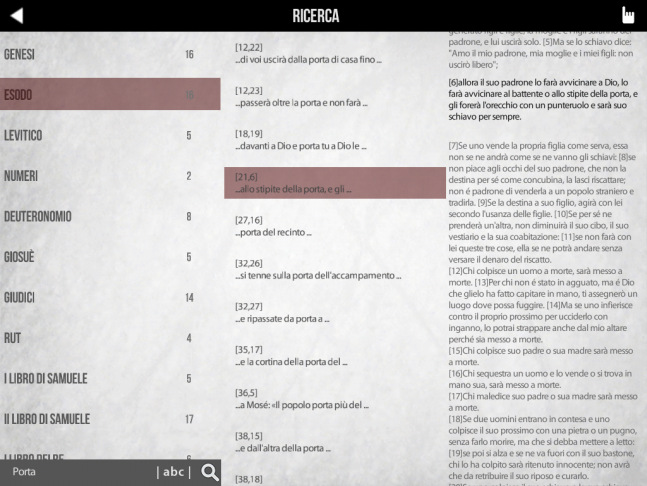 RICERCA
GENESI 16
ESODO 16
LEVITICO 5
NUMERI 2
DEUTERONOMIO 8
GIOSUÈ 5
GIUDICI 14
RUT 4
I LIBRO DI SAMUELE 5
II LIBRO DI SAMUELE 17
Porta |abc|
[12,22]
...di voi uscirà dalla porta di casa fino ...
[12,23]
...passerà oltre la porta e non farà ...
[18,19]
...davanti a Dio e porta tu a Dio le ...
[21,6]
...allo stipite della porta, e gli ...
[27,16]
...porta del recinto ...
[32,26]
...si tenne sulla porta dell'accampamento ...
[32,27]
...e ripassate da porta a ...
[35,17]
...e la cortina della porta del ...
[36,5]
...a Mosé: «Il popolo porta più del ...
[38,15]
...e dall'altra della porta ...
[38,18]
padrone, e lui uscirà solo. [5]Ma se lo schiavo dice:
"Amo il mio padrone, mia moglie e i miei figli: non
uscirò libero";
[6]allora il suo padrone lo farà avvicinare a Dio, lo
farà avvicinare al battente o allo stipite della porta, e
gli forerà l'orecchio con un punteruolo e sarà suo
schiavo per sempre.
[7]Se uno vende la propria figlia come serva, essa
non se ne andrà come se ne vanno gli schiavi: [8]se
non piace agli occhi del suo padrone, che non la
destina per sé come concubina, la lasci riscattare;
non é padrone di venderla a un popolo straniero e
tradirla. [9]Se la destina a suo figlio, agirà con lei
secondo l'usanza delle figlie. [10]Se per sé ne
prenderà un'altra, non diminuirà il suo cibo, il suo
vestiario e la sua coabitazione: [11]se non farà con
lei queste tre cose, ella se ne potrà andare senza
versare il denaro del riscatto.
[12]Chi colpisce un uomo a morte, sarà messo a
morte. [13]Per chi non é stato in agguato, ma é Dio
che glielo ha fatto capitare in mano, ti assegnerò un
luogo dove possa fuggire. [14]Ma se uno infierisce
contro il proprio prossimo per ucciderlo con
inganno, lo potrai strappare anche dal mio altare
perché sia messo a morte.
[15]Chi colpisce suo padre o sua madre sarà messo
a morte.
[16]Chi sequestra un uomo e lo vende o si trova in
mano sua, sarà messo a morte.
[17]Chi maledice suo padre o sua madre sarà messo
a morte.
[18]Se due uomini entrano in contesa e uno
colpisce il suo prossimo con una pietra o un pugno,
senza farlo morire, ma che si debba mettere a letto:
[19]se poi si alza e se ne va fuori con il suo bastone,
chi lo ha colpito sarà ritenuto innocente; non avrà
che da retribuire il suo riposo e curarlo.